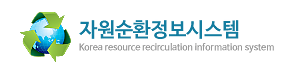 자원순환정보시스템
Korea resource recirculation information system